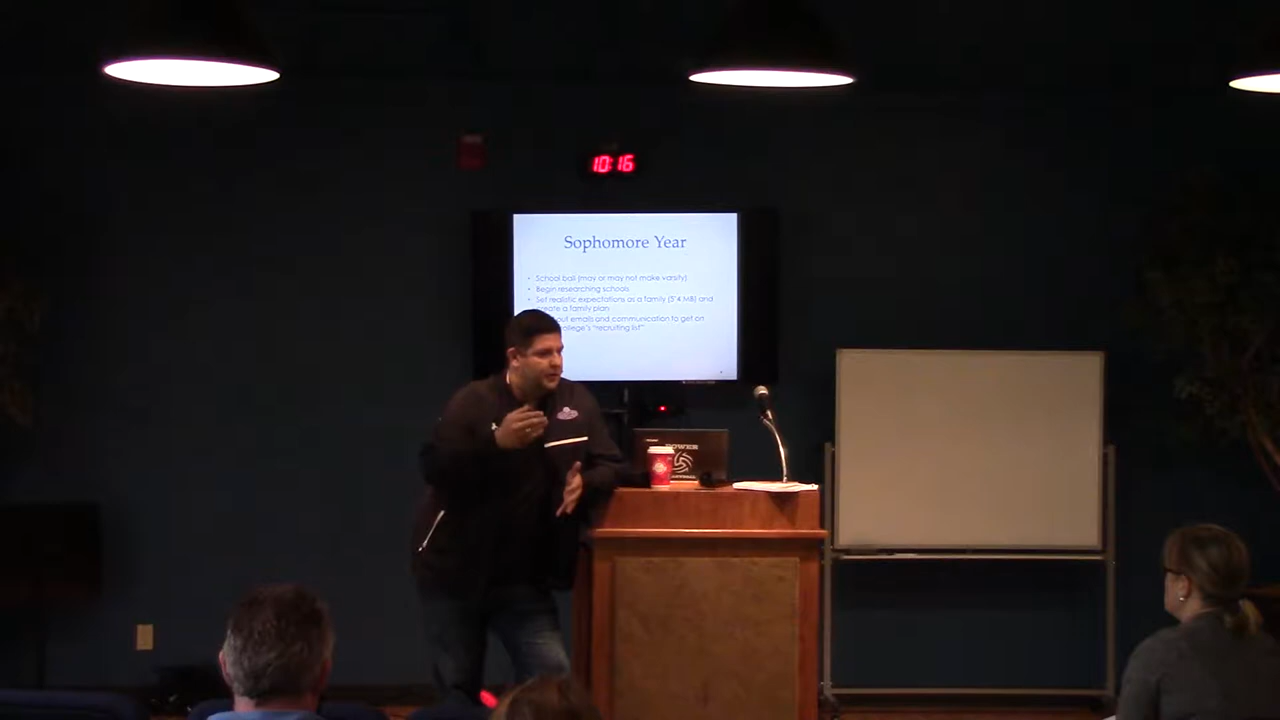 10:16
Sophomore Year
• School ball (may or may not make varsity)
• Begin researching schools
• Set realistic expectations as a family (5'4 MB) and
create a family plan
out emails and communication to get on
college's "recruiting list"
POWER